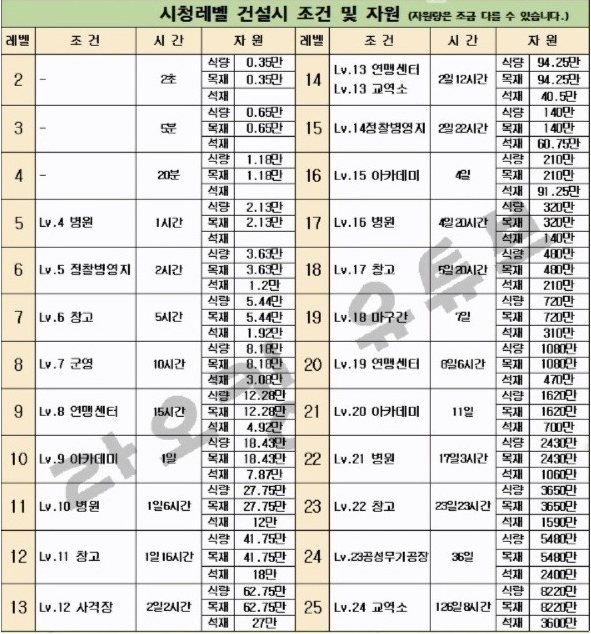 시청레벨 건설시 조건 및 자원 (자원량은 조금 다를 수 있습니다.)
레벨 조건 시간 자원 레벨 조건 시간 자원
2 - 2초 식량 0.35만
목재 0.35만
석재
3 - 5분 식량 0.65만
목재 0.65만
석재
4 - 20분 식량 1.18만
목재 1.18만
석재
5 Lv.4 병원 1시간 식량 2.13만
목재 2.13만
석재
6 Lv.5 정찰병영지 2시간 식량 3.63만
목재 3.63만
석재 1.2만
7 Lv.6 창고 5시간 식량 5.44만
목재 5.44만
석재 1.92만
8 Lv.7 군영 10시간 식량 8.18만
목재 8.18만
석재 3.08만
9 Lv.8 연맹센터 15시간 식량 12.28만
목재 12.28만
석재 4.92만
10 Lv.9 아카데미 1일 식량 18.43만
목재 18.43만
석재 7.87만
11 Lv.10 병원 1일6시간 식량 27.75만
목재 27.75만
석재 12만
12 Lv.11 창고 1일16시간 식량 41.75만
목재 41.75만
석재 18만
13 Lv.12 사격장 2일2시간 식량 62.75만
목재 62.75만
석재 27만
14 Lv.13 연맹센터
Lv.13 교역소 2일12시간 식량 94.25만
목재 94.25만
석재 40.5만
15 Lv.14정찰병영지 2일22시간 식량 140만
목재 140만
석재 60.75만
16 Lv.15 아카데미 4일 식량 210만
목재 210만
석재 91.25만
17 Lv.16 병원 4일20시간 식량 320만
목재 320만
석재 140만
18 Lv.17 창고 5일20시간 식량 480만
목재 480만
석재 210만
19 Lv.18 마구간 7일 식량 720만
목재 720만
석재 310만
20 Lv.19 연맹센터 8일6시간 식량 1080만
목재 1080만
석재 470만
21 Lv.20 아카데미 11일 식량 1620만
목재 1620만
석재 700만
22 Lv.21 병원 17일3시간 식량 2430만
목재 2430만
석재 1060만
23 Lv.22 창고 23일23시간 식량 3650만
목재 3650만
석재 1590만
24 Lv.23공성무기공장 36일 식량 5480만
목재 5480만
석재 2400만
25 Lv.24 교역소 126일8시간 식량 8220만
목재 8220만
석재 3600만